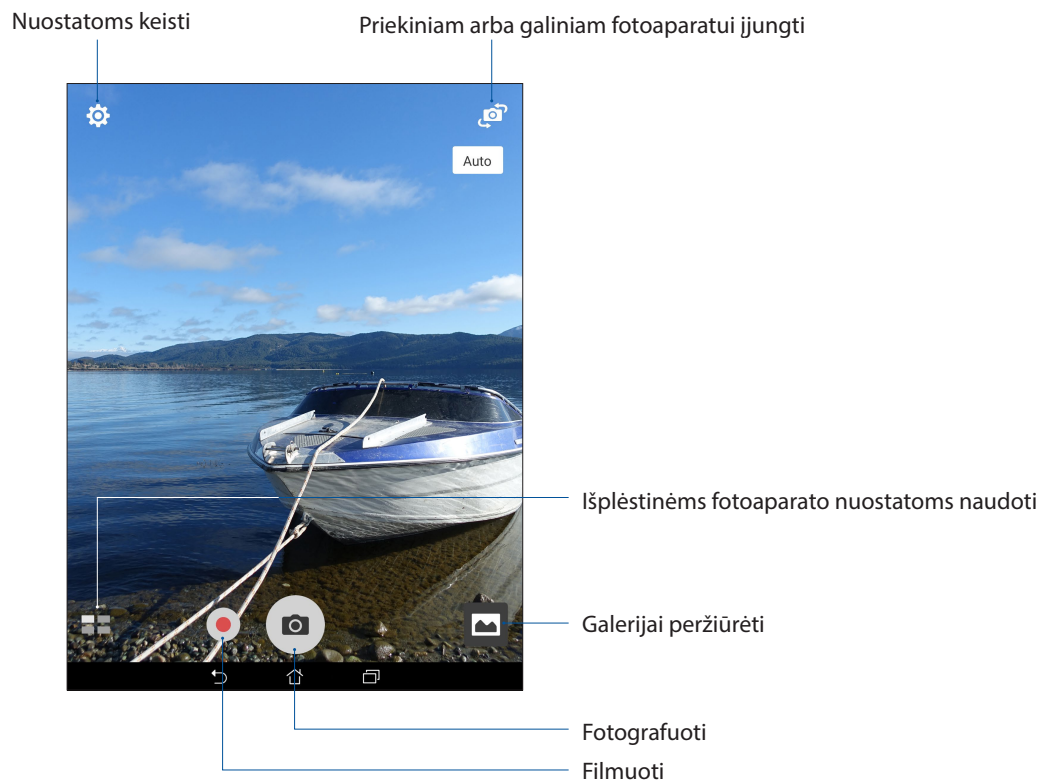 Nuostatoms keisti
Priekiniam arba galiniam fotoaparatui įjungti
Auto
Išplėstinėms fotoaparato nuostatoms naudoti
Galerijai peržiūrėti
Fotografuoti
Filmuoti